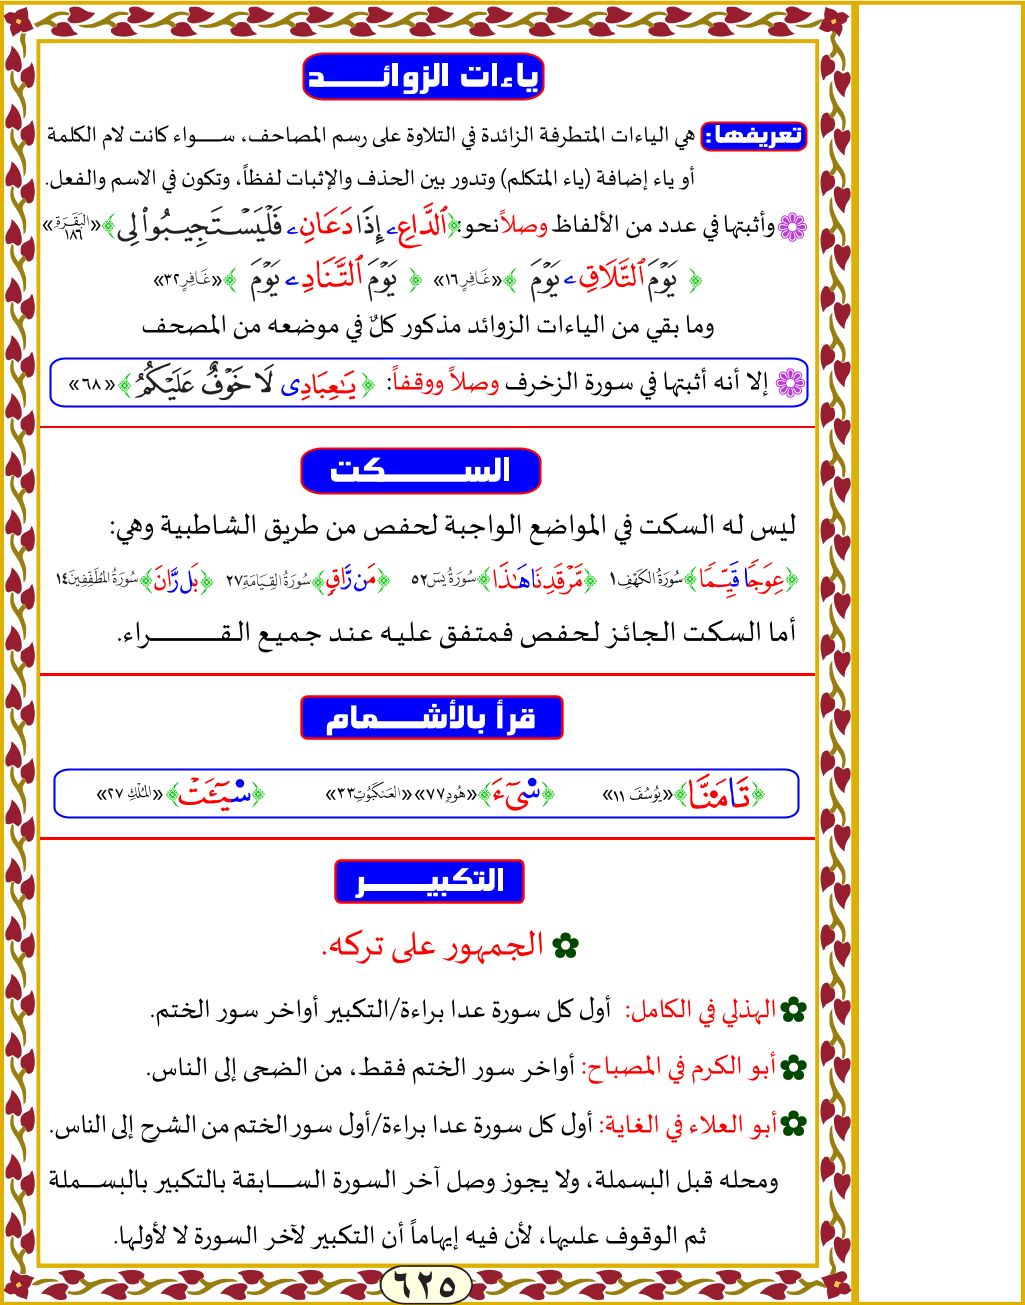 ياءات الزوائـــد
تعريفها: هي الياءات المتطرفة الزائدة في التلاوة على رسم المصاحف، ســـواء كانت لام الكلمة
أو ياء إضافة (ياء المتكلم) وتدور بين الحذف والإثبات لفظاً، وتكون في الاسم والفعل.
وأثبتها في عدد من الألفاظ وصلاً نحو: ﴿ٱلدَّاعِۦ إِذَا دَعَانِۦ فَلۡيَسۡتَجِيبُواْ لِي﴾ «البَقَرَة ١٨٦»
﴿يَوۡمَ ٱلتَّلَاقِۦ يَوۡمَ﴾ «غَافِرٍ ١٦» ﴿يَوۡمَ ٱلتَّنَادِۦ يَوۡمَ﴾ «غَافِرٍ ٣٢»
وما بقي من الياءات الزوائد مذكور كلٌ في موضعه من المصحف
إلا أنه أثبتها في سورة الزخرف وصلاً ووقفاً: ﴿يَٰعِبَادِى لَا خَوۡفٌ عَلَيۡكُمُ﴾ «٦٨»
الســـــكت
ليس له السكت في المواضع الواجبة لحفص من طريق الشاطبية وهي:
﴿عِوَجٗا قَيِّمٗا﴾ سُورَةُ الكَهْفِ ١ ﴿مَّرۡقَدِنَا هَٰذَا﴾ سُورَةُ يسٓ ٥٢ ﴿مَن رَّاقٖ﴾ سُورَةُ القِيَامَةِ ٢٧ ﴿بَل رَّانَ﴾ سُورَةُ المُطَفِّفِينَ ١٤
أما السكت الجائز لحفص فمتفق عليه عند جميع القـــــراء.
قرأ بالأشـــمام
﴿تَا۬مَ۬نَّا﴾ «يُوسُفَ ١١» ﴿سِۓءَ﴾ «هُودٍ ٧٧» «العَنكَبُوتِ ٣٣» ﴿سِيٓـَٔتۡ﴾ «المُلْكِ ٢٧»
التكبيـــــر
الجمهور على تركه.
الهذلي في الكامل: أول كل سورة عدا براءة/التكبير أواخر سور الختم.
أبو الكرم في المصباح: أواخر سور الختم فقط، من الضحى إلى الناس.
أبو العلاء في الغاية: أول كل سورة عدا براءة/أول سور الختم من الشرح إلى الناس.
ومحله قبل البسملة، ولا يجوز وصل آخر السورة الســـابقة بالتكبير بالبســـملة
ثم الوقوف عليها، لأن فيه إيهاماً أن التكبير لآخر السورة لا لأولها.
٦٢٥